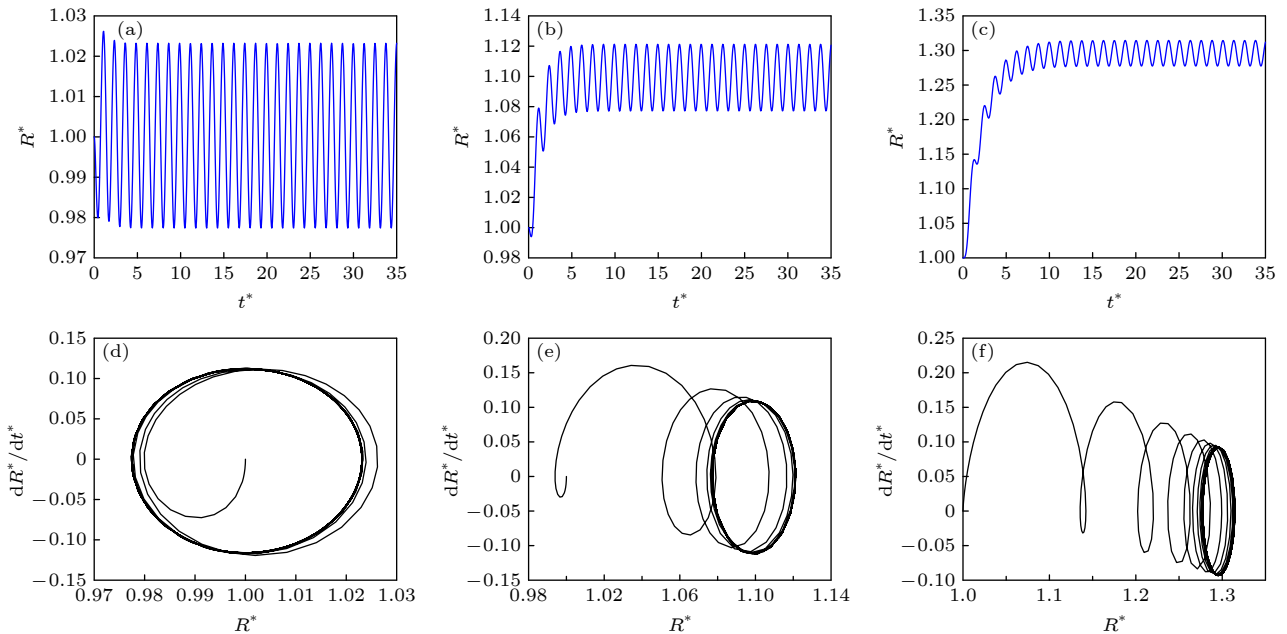 (a)
1.03
1.02
1.01
1.00
0.99
0.98
0.97
R*
0 5 10 15 20 25 30 35
t*
(b)
1.14
1.12
1.10
1.08
1.06
1.04
1.02
1.00
0.98
R*
0 5 10 15 20 25 30 35
t*
(c)
1.35
1.30
1.25
1.20
1.15
1.10
1.05
1.00
R*
0 5 10 15 20 25 30 35
t*
(d)
0.15
0.10
0.05
0
−0.05
−0.10
−0.15
dR*/dt*
0.97 0.98 0.99 1.00 1.01 1.02 1.03
R*
(e)
0.20
0.15
0.10
0.05
0
−0.05
−0.10
−0.15
dR*/dt*
0.98 1.02 1.06 1.10 1.14
R*
(f)
0.25
0.20
0.15
0.10
0.05
0
−0.05
−0.10
dR*/dt*
1.0 1.1 1.2 1.3
R*